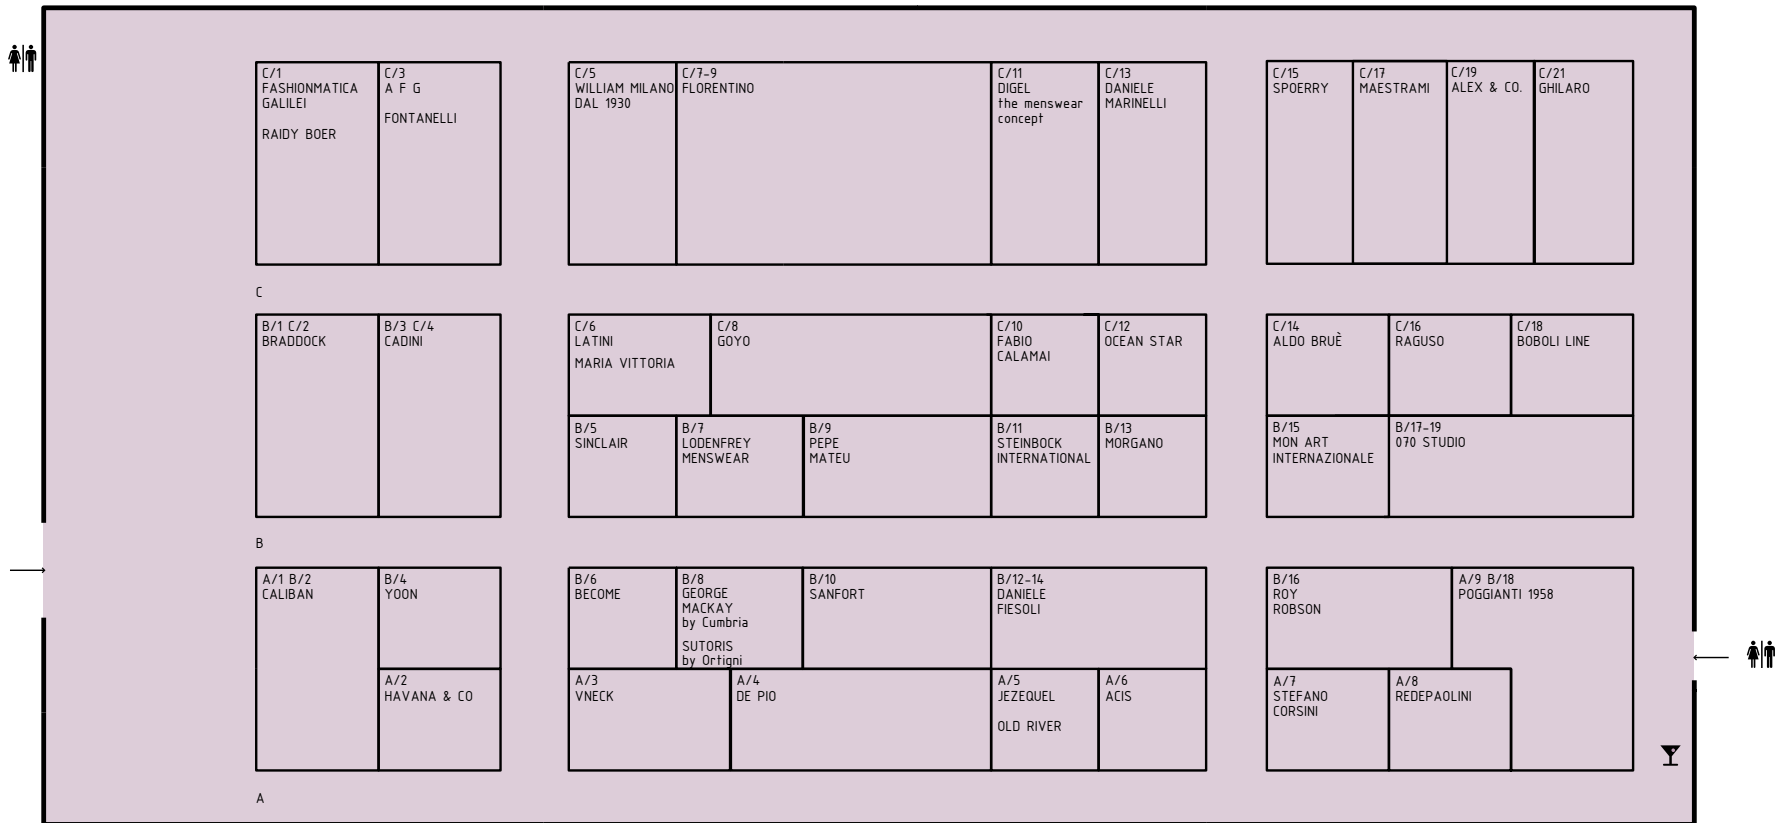 C/1
FASHIONMATICA
GALILEI
RAIDY BOER
C/3
A F G
FONTANELLI
C/5
WILLIAM MILANO
DAL 1930
C/7-9
FLORENTINO
C/11
DIGEL
the menswear
concept
C/13
DANIELE
MARINELLI
C/15
SPOERRY
C/17
MAESTRAMI
C/19
ALEX & CO.
C/21
GHILARO
C
B/1 C/2
BRADDOCK
B/3 C/4
CADINI
C/6
LATINI
MARIA VITTORIA
C/8
GOYO
C/10
FABIO
CALAMAI
C/12
OCEAN STAR
C/14
ALDO BRUÈ
C/16
RAGUSO
C/18
BOBOLI LINE
B/5
SINCLAIR
B/7
LODENFREY
MENSWEAR
B/9
PEPE
MATEU
B/11
STEINBOCK
INTERNATIONAL
B/13
MORGANO
B/15
MON ART
INTERNAZIONALE
B/17-19
070 STUDIO
B
A/1 B/2
CALIBAN
B/4
YOON
B/6
BECOME
B/8
GEORGE
MACKAY
by Cumbria
SUTORIS
by Ortigni
B/10
SANFORT
B/12-14
DANIELE
FIESOLI
B/16
ROY
ROBSON
A/9 B/18
POGGIANTI 1958
A/2
HAVANA & CO
A/3
VNECK
A/4
DE PIO
A/5
JEZEQUEL
OLD RIVER
A/6
ACIS
A/7
STEFANO
CORSINI
A/8
REDEPAOLINI
A